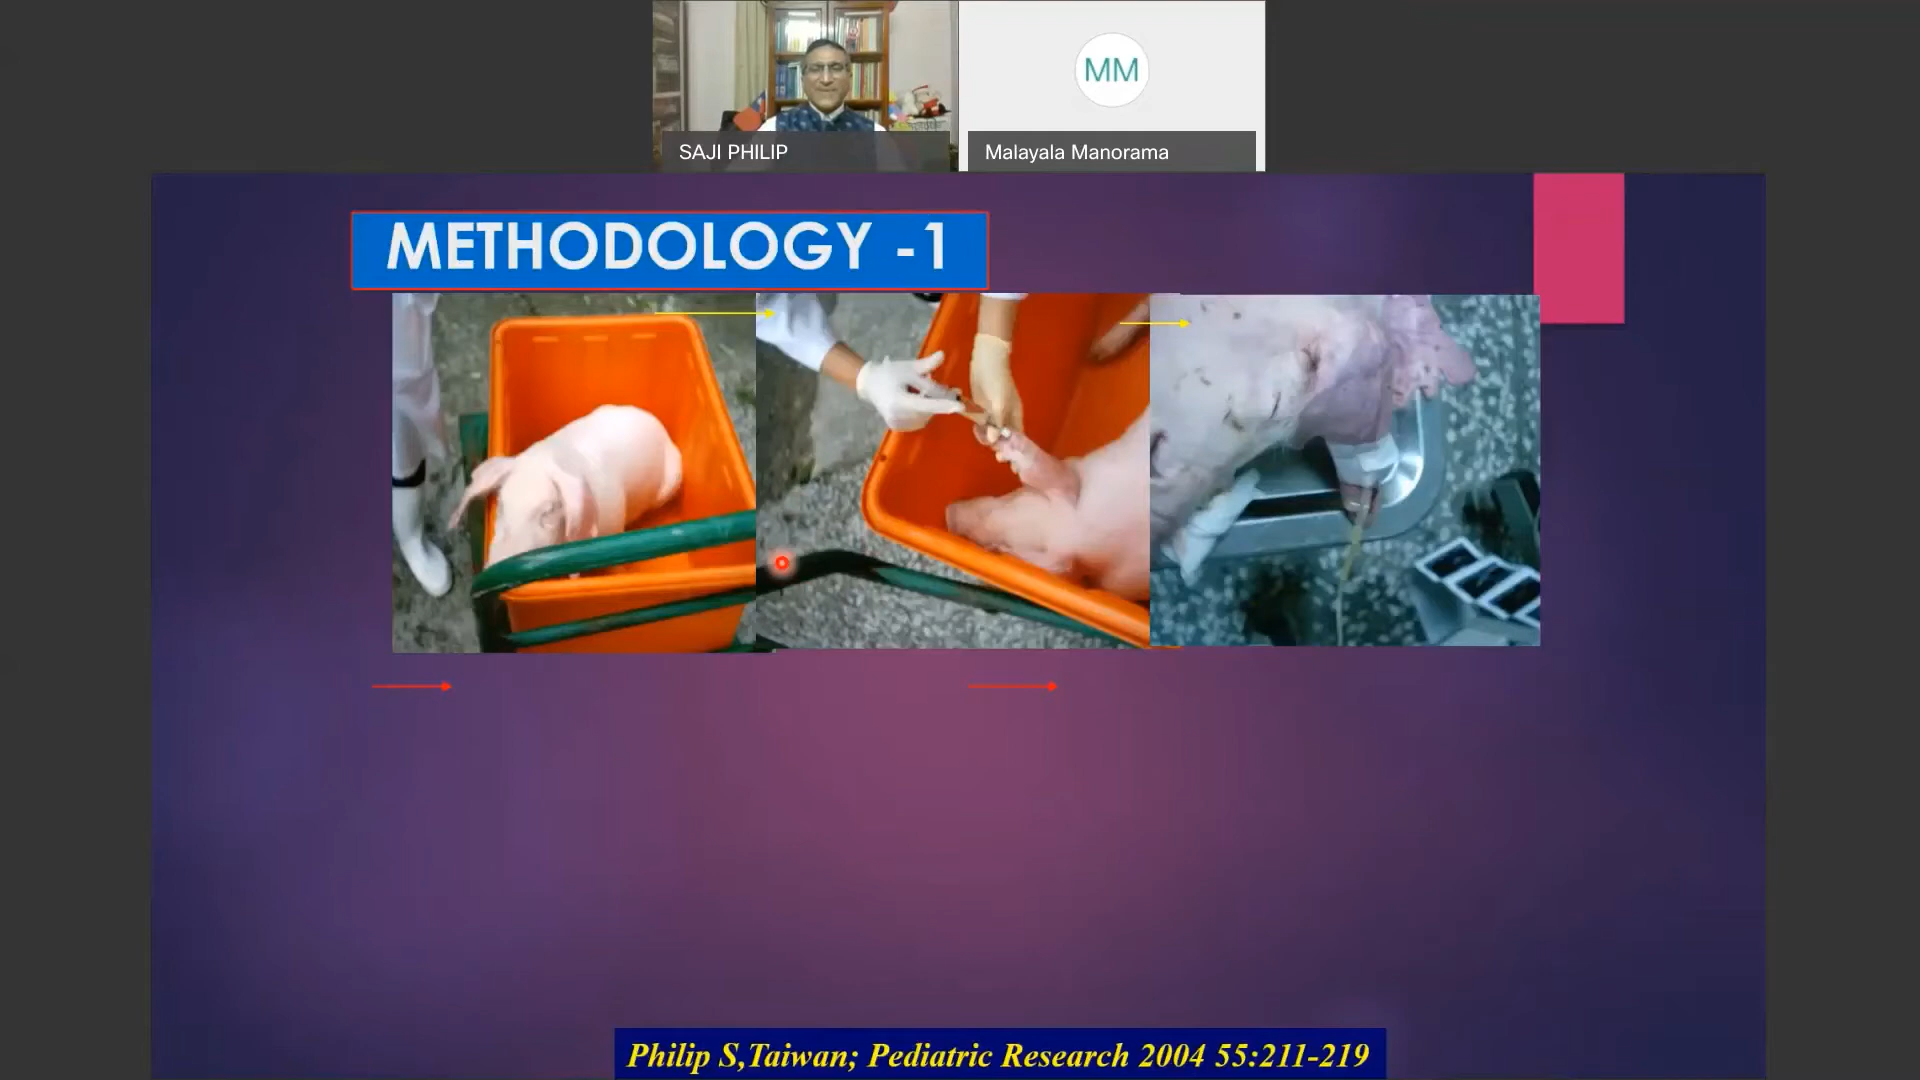 MM
SAJI PHILIP
Malayala Manorama
METHODOLOGY -1
Philip S,Taiwan; Pediatric Research 2004 55:211-219